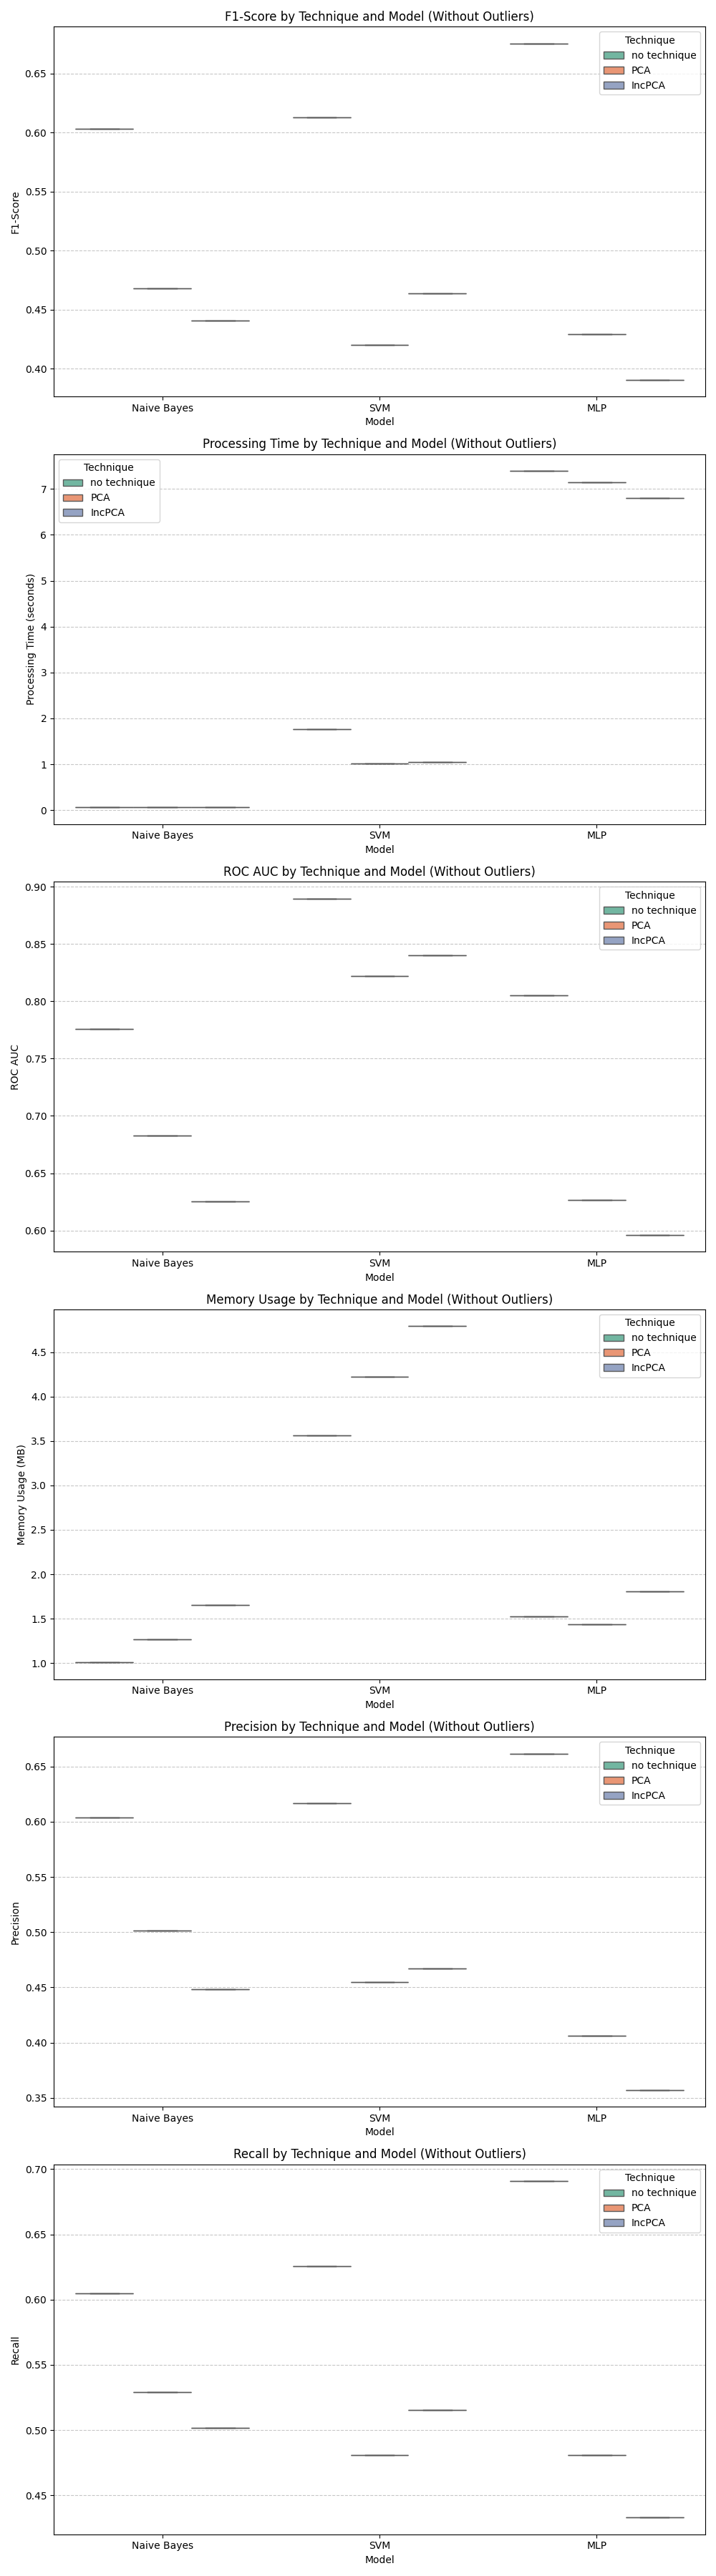 F1-Score by Technique and Model (Without Outliers)
Technique
no technique
PCA
IncPCA
0.65
0.60
0.55
0.50
0.45
0.40
F1-Score
Naive Bayes
SVM
MLP
Model
Processing Time by Technique and Model (Without Outliers)
Technique
no technique
PCA
IncPCA
7
6
5
4
3
2
1
0
Processing Time (seconds)
Naive Bayes
SVM
MLP
Model
ROC AUC by Technique and Model (Without Outliers)
Technique
no technique
PCA
IncPCA
0.90
0.85
0.80
0.75
0.70
0.65
0.60
ROC AUC
Naive Bayes
SVM
MLP
Model
Memory Usage by Technique and Model (Without Outliers)
Technique
no technique
PCA
IncPCA
4.5
4.0
3.5
3.0
2.5
2.0
1.5
1.0
Memory Usage (MB)
Naive Bayes
SVM
MLP
Model
Precision by Technique and Model (Without Outliers)
Technique
no technique
PCA
IncPCA
0.65
0.60
0.55
0.50
0.45
0.40
0.35
Precision
Naive Bayes
SVM
MLP
Model
Recall by Technique and Model (Without Outliers)
Technique
no technique
PCA
IncPCA
0.70
0.65
0.60
0.55
0.50
0.45
Recall
Naive Bayes
SVM
MLP
Model